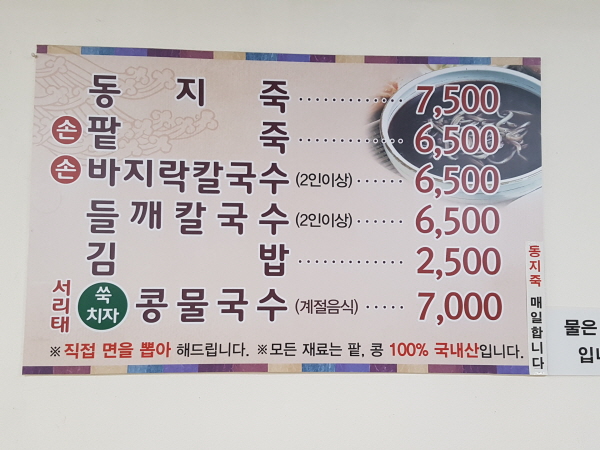 동지죽 7,500
손 팥죽 6,500
손 바지락칼국수 (2인이상) 6,500
들깨칼국수 (2인이상) 6,500
김밥 2,500
서리태 쑥 치자 콩물국수 (계절음식) 7,000
※직접 면을 뽑아 해드립니다. ※모든 재료는 팥, 콩 100% 국내산입니다.
동지죽 매일합니다
물은